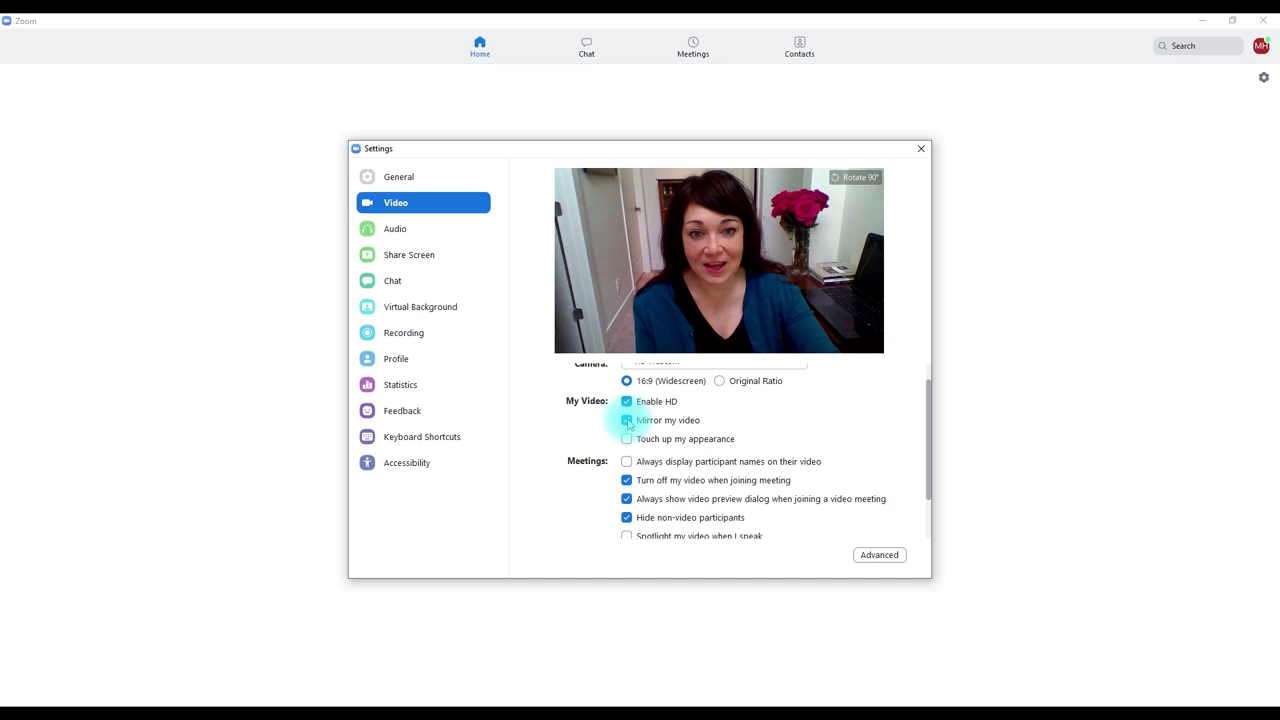 Zoom
Home
Chat
Meetings
Contacts
Search
MH
Settings
General
Video
Audio
Share Screen
Chat
Virtual Background
Recording
Profile
Statistics
Feedback
Keyboard Shortcuts
Accessibility
Rotate 90°
Camera:
16:9 (Widescreen) Original Ratio
My Video: Enable HD
Mirror my video
Touch up my appearance
Meetings: Always display participant names on their video
Turn off my video when joining meeting
Always show video preview dialog when joining a video meeting
Hide non-video participants
Spotlight my video when I speak
Advanced